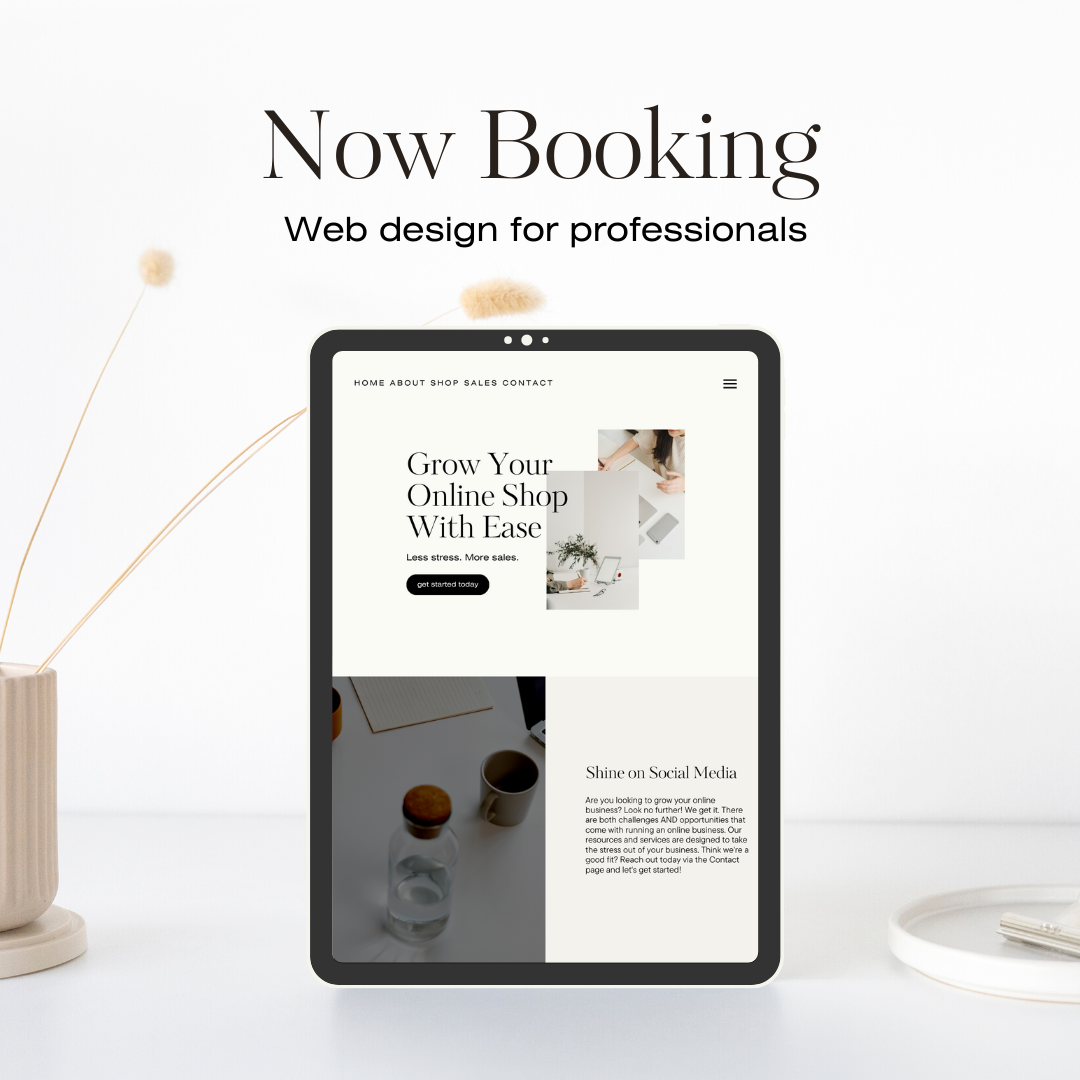 Now Booking
Web design for professionals
HOME ABOUT SHOP SALES CONTACT
Grow Your
Online Shop
With Ease
Less stress. More sales.
get started today
Shine on Social Media
Are you looking to grow your online
business? Look no further! We get it. There
are both challenges AND opportunities that
come with running an online business. Our
resources and services are designed to take
the stress out of your business. Think we're a
good fit? Reach out today via the Contact
page and let's get started!